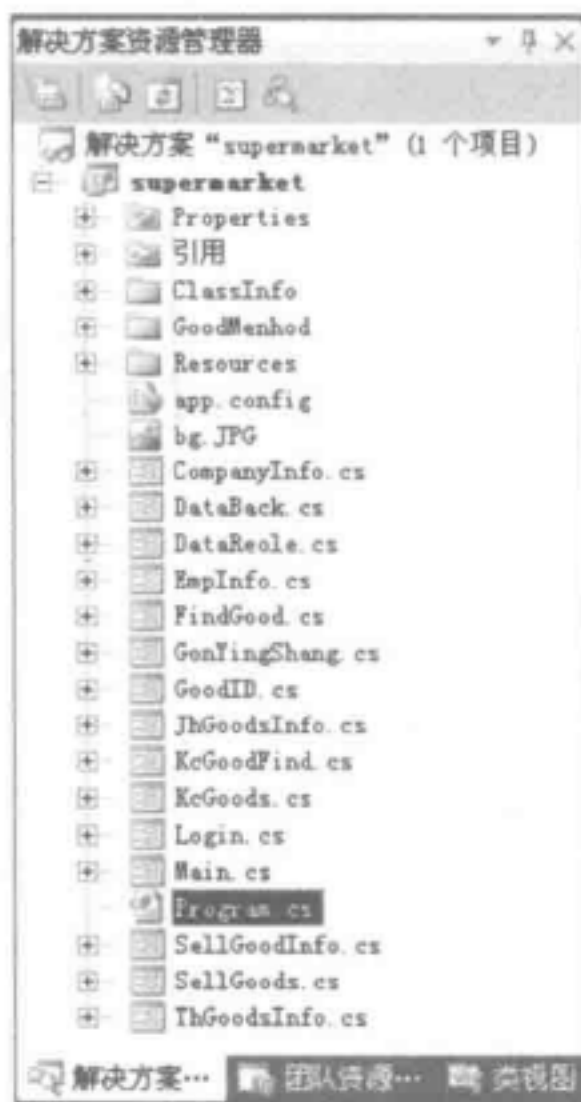 解决方案资源管理器
解决方案 “supermarket” (1 个项目)
supermarket
Properties
引用
ClassInfo
GoodMenhod
Resources
app.config
bg.JPG
CompanyInfo.cs
DataBack.cs
DataReole.cs
EmpInfo.cs
FindGood.cs
GonYingShang.cs
GoodID.cs
JhGoodsInfo.cs
KcGoodFind.cs
KcGoods.cs
Login.cs
Main.cs
Program.cs
SellGoodInfo.cs
SellGoods.cs
ThGoodsInfo.cs
解决方案… 团队资源… 类视图